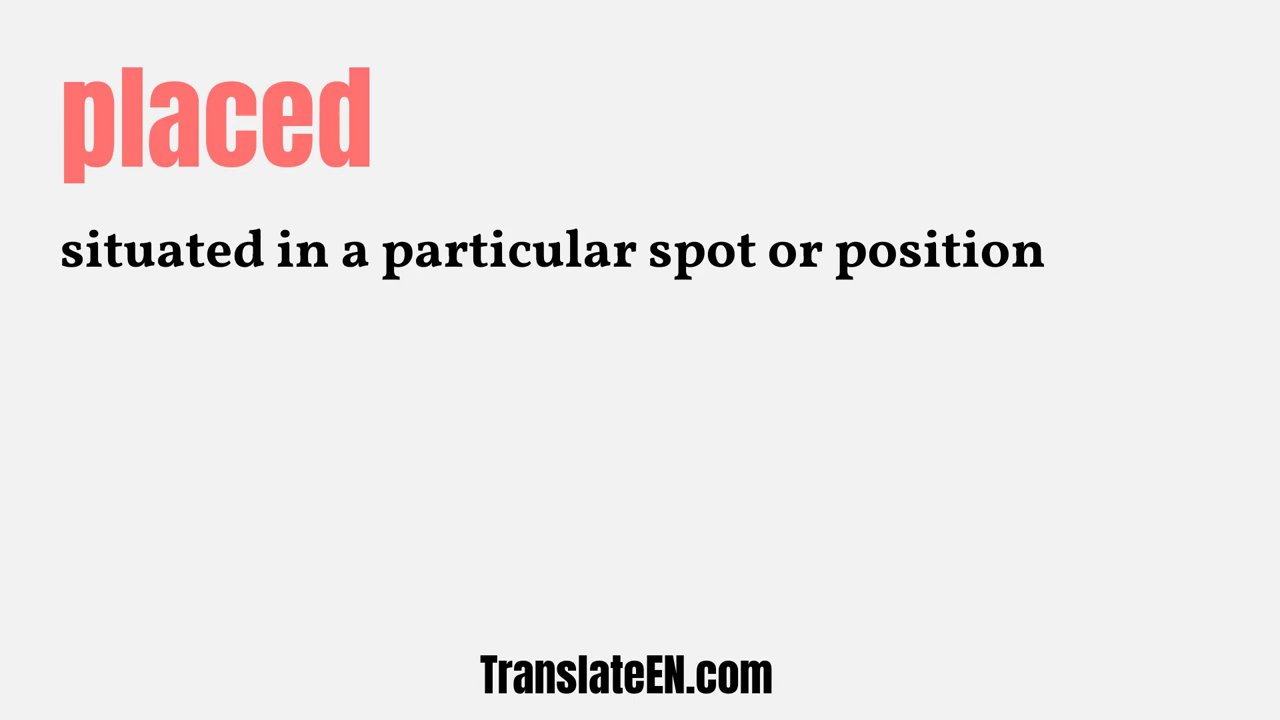 placed
situated in a particular spot or position
TranslateEN.com